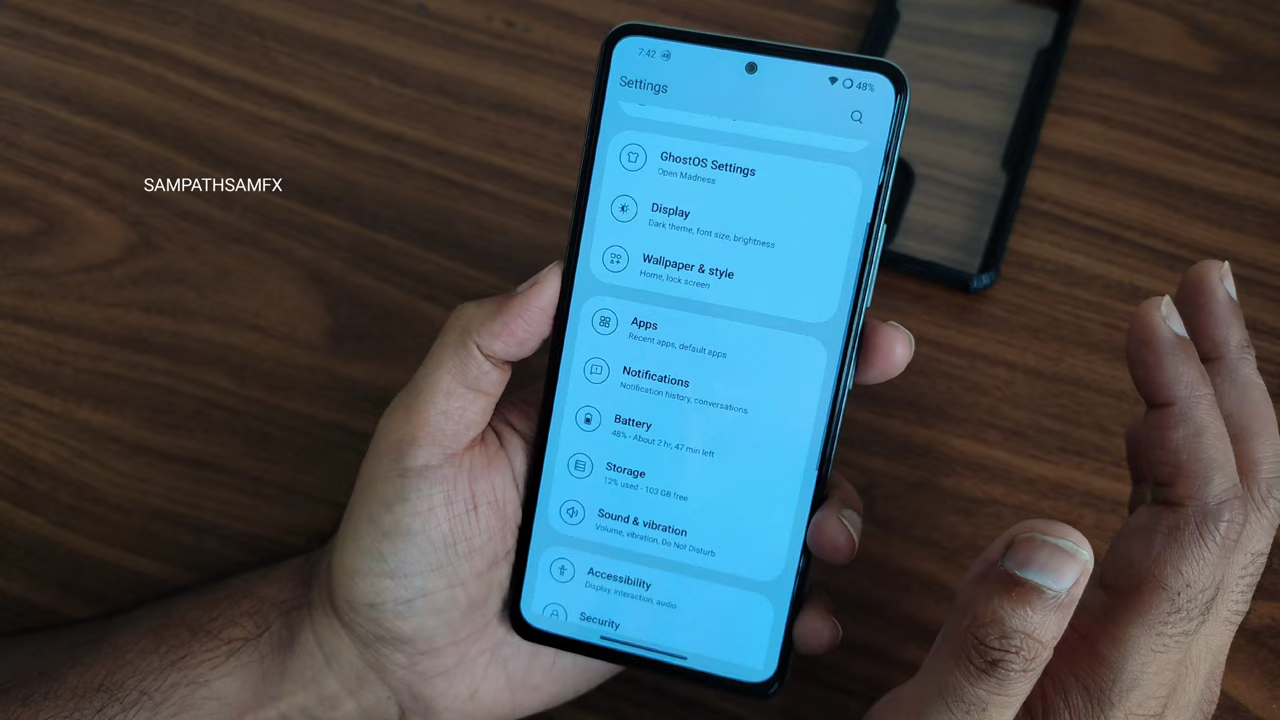 7:42
48%
Settings
SAMPATHSAMFX
GhostOS Settings
Open Madness
Display
Dark theme, font size, brightness
Wallpaper & style
Home, lock screen
Apps
Recent apps, default apps
Notifications
Notification history, conversations
Battery
48% - About 2 hr, 47 min left
Storage
12% used - 103 GB free
Sound & vibration
Volume, vibration, Do Not Disturb
Accessibility
Display, interaction, audio
Security